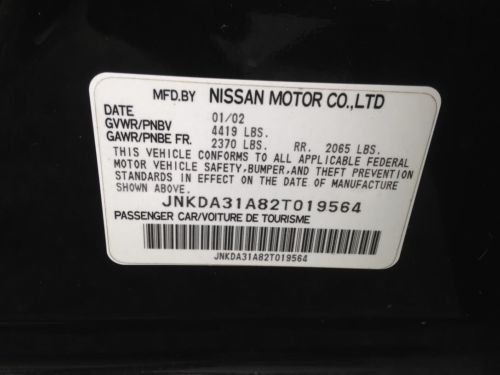 MFD.BY NISSAN MOTOR CO.,LTD
DATE 01/02
GVWR/PNBV 4419 LBS.
GAWR/PNBE FR. 2370 LBS. RR. 2065 LBS.
THIS VEHICLE CONFORMS TO ALL APPLICABLE FEDERAL
MOTOR VEHICLE SAFETY,BUMPER,AND THEFT PREVENTION
STANDARDS IN EFFECT ON THE DATE OF MANUFACTURE
SHOWN ABOVE.
JNKDA31A82T019564
PASSENGER CAR/VOITURE DE TOURISME
JNKDA31A82T019564